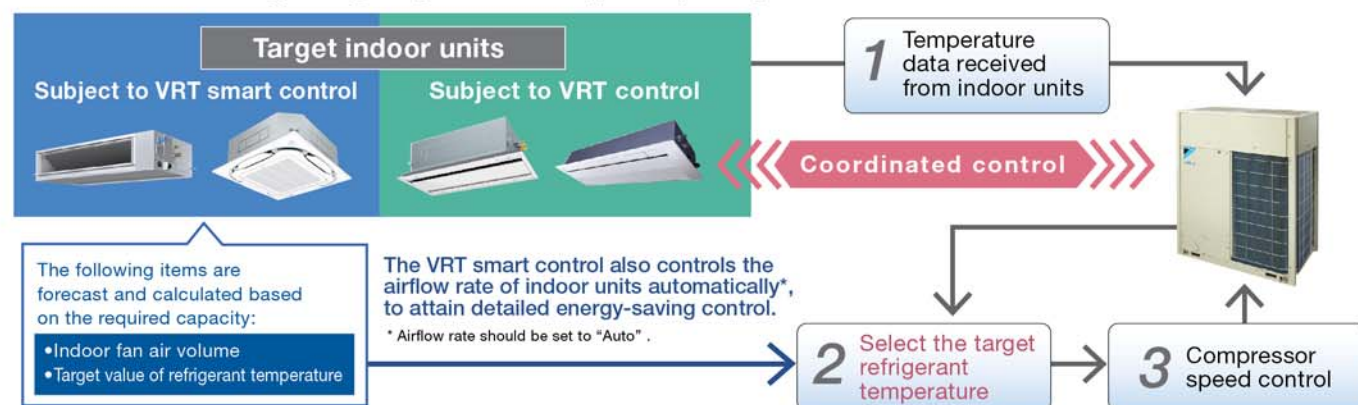 Target indoor units
Subject to VRT smart control
Subject to VRT control
1 Temperature
data received
from indoor units
Coordinated control
The following items are
forecast and calculated based
on the required capacity:
•Indoor fan air volume
•Target value of refrigerant temperature
The VRT smart control also controls the
airflow rate of indoor units automatically*,
to attain detailed energy-saving control.
* Airflow rate should be set to “Auto” .
2 Select the target
refrigerant
temperature
3 Compressor
speed control